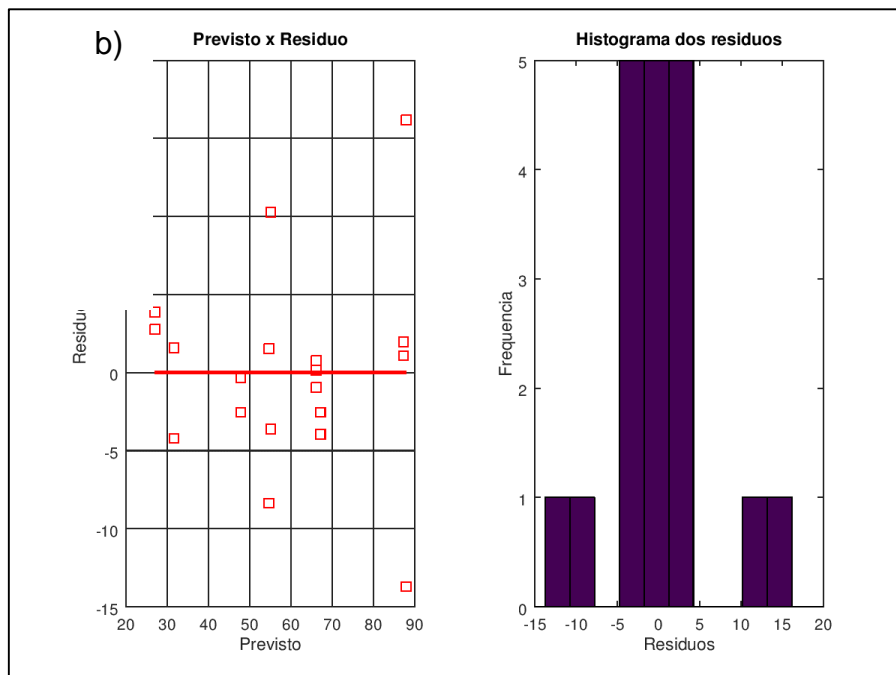 b)
Previsto x Residuo
Residu
0
-5
-10
-15
20 30 40 50 60 70 80 90
Previsto
Histograma dos residuos
Frequencia
5
4
3
2
1
0
-15 -10 -5 0 5 10 15 20
Residuos